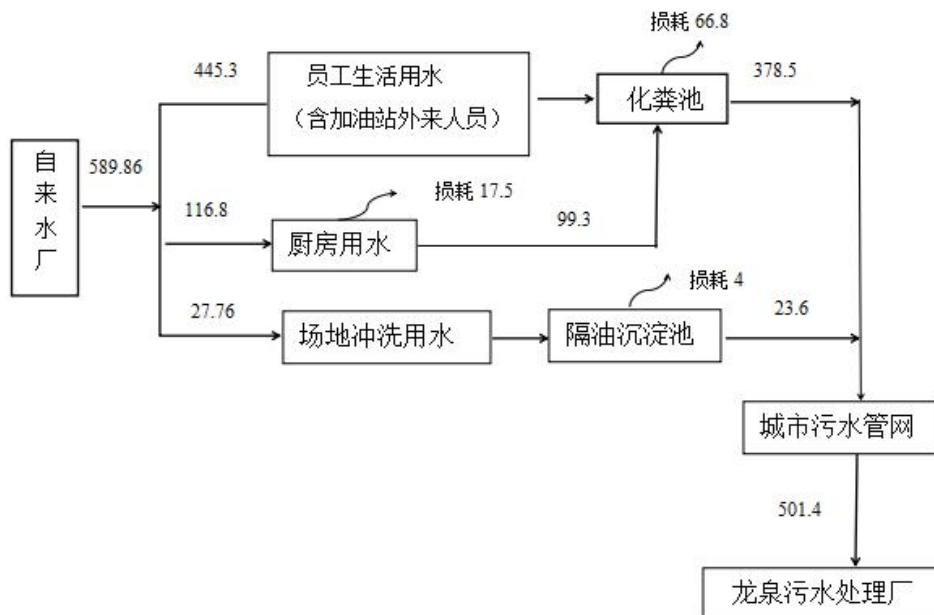 损耗 66.8
445.3
员工生活用水
（含加油站外来人员）
化粪池
378.5
自来水厂
589.86
116.8
损耗 17.5
厨房用水
99.3
27.76
场地冲洗用水
损耗 4
隔油沉淀池
23.6
城市污水管网
501.4
龙泉污水处理厂